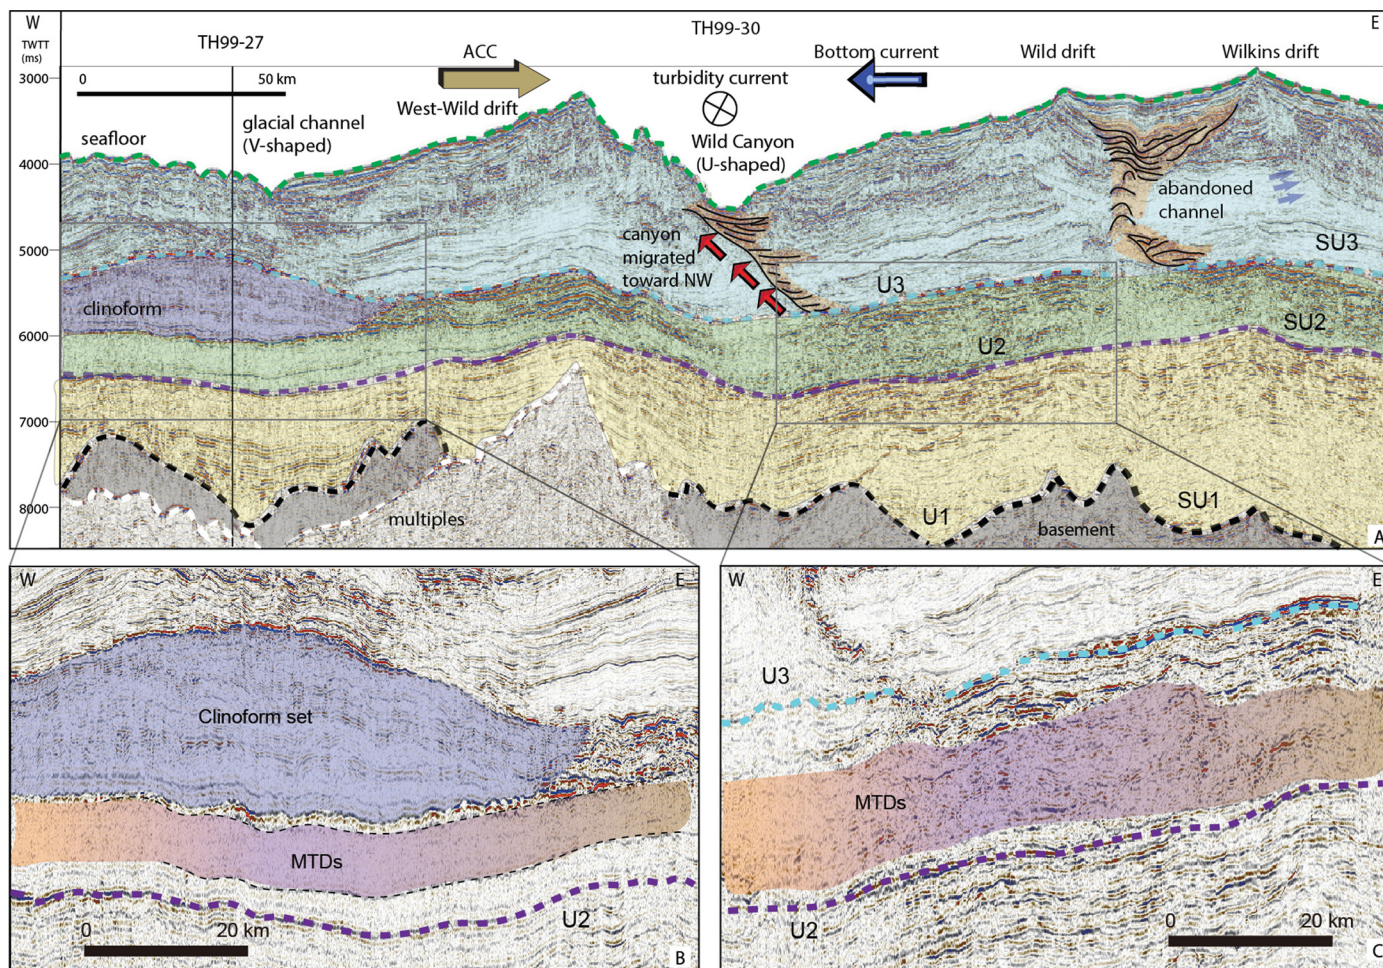 W
E
TWTT
(ms)
TH99-27
TH99-30
ACC
Bottom current
Wild drift
Wilkins drift
3000
0
50 km
turbidity current
West-Wild drift
glacial channel
(V-shaped)
seafloor
Wild Canyon
(U-shaped)
4000
abandoned
channel
canyon
migrated
toward NW
SU3
5000
U3
clinoform
SU2
6000
U2
7000
SU1
8000
multiples
U1
basement
A
W
E
Clinoform set
MTDs
U2
0
20 km
B
W
E
U3
MTDs
U2
0
20 km
C